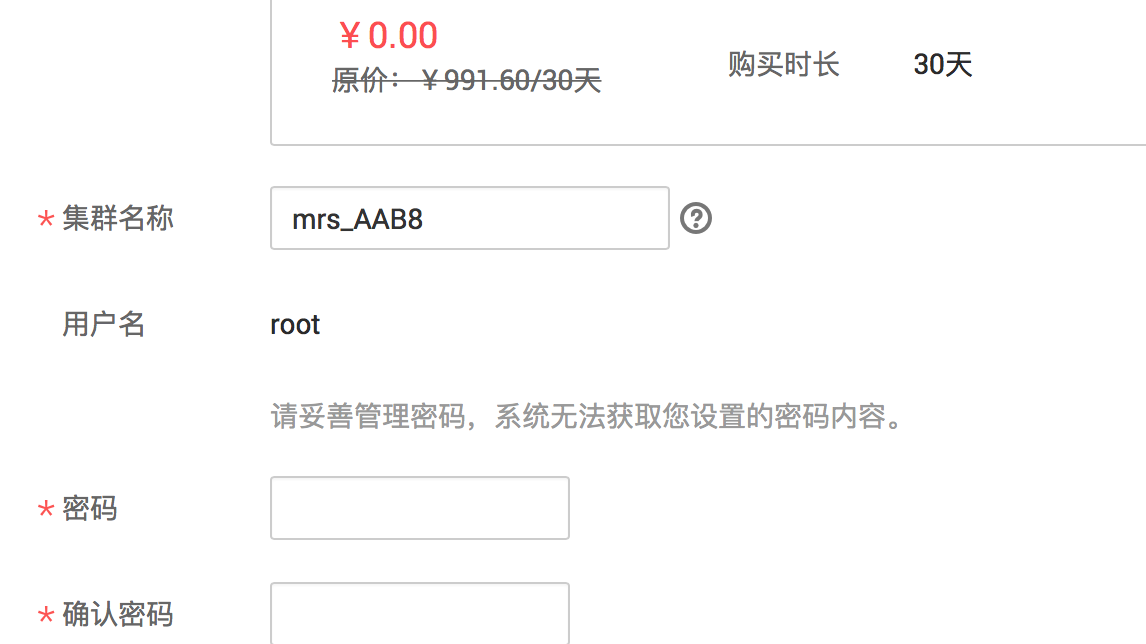 ￥0.00
原价：￥991.60/30天
购买时长 30天
* 集群名称 mrs_AAB8
用户名 root
请妥善管理密码，系统无法获取您设置的密码内容。
* 密码
* 确认密码